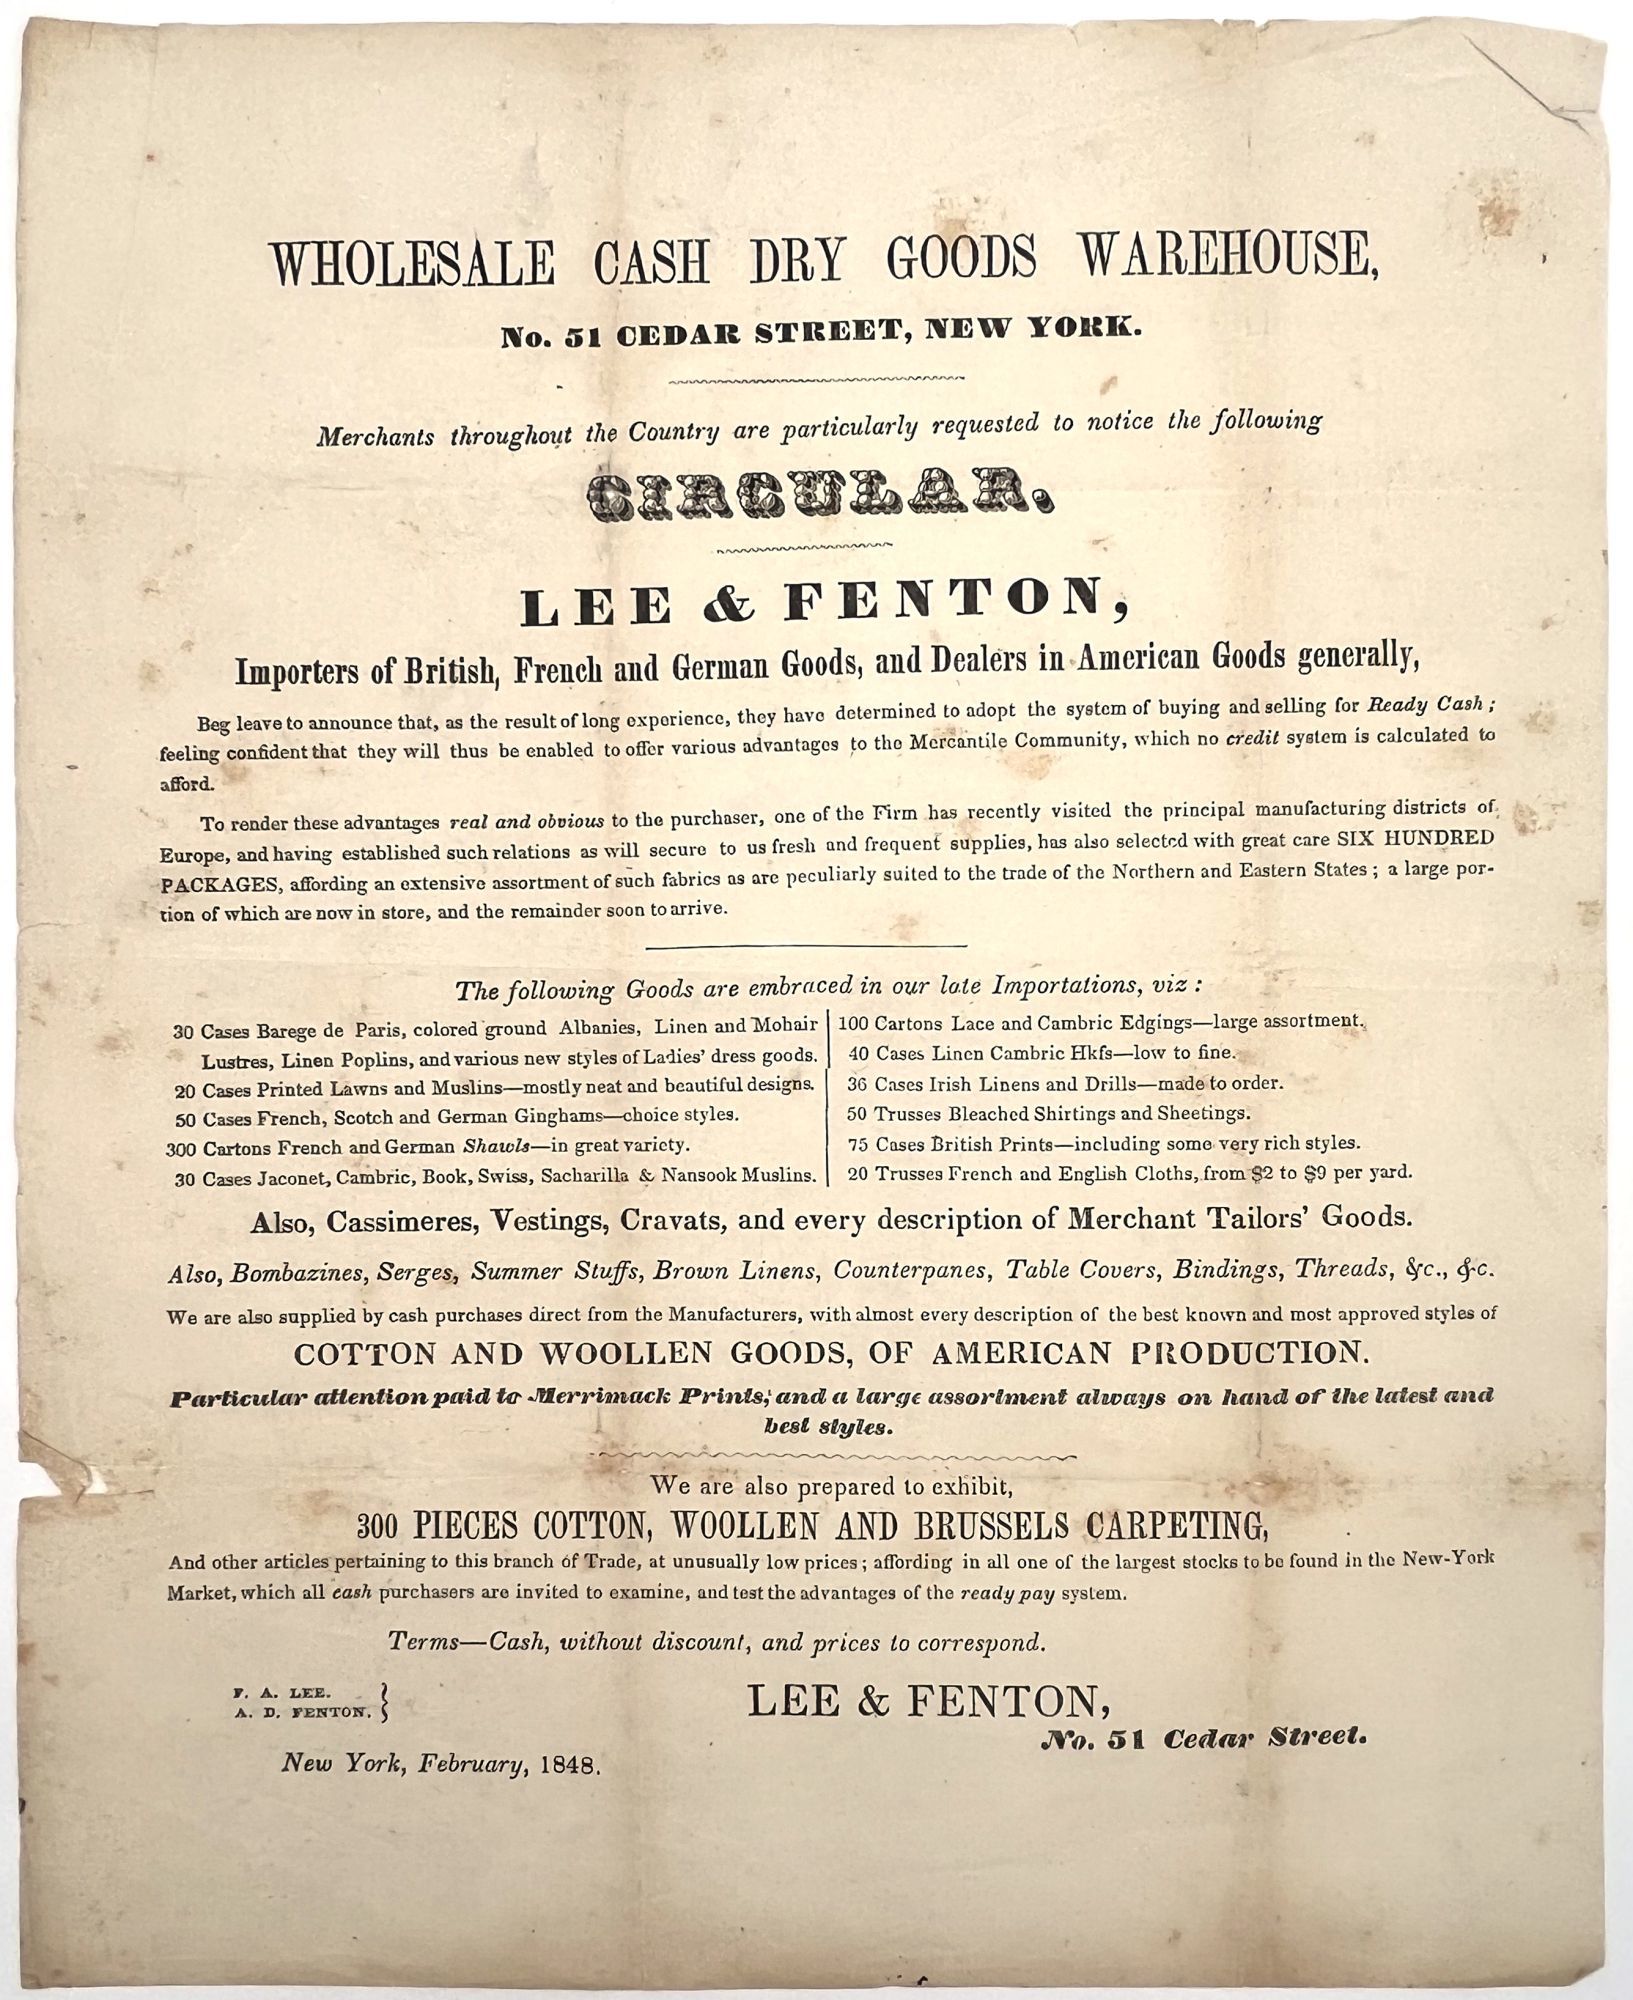 WHOLESALE CASH DRY GOODS WAREHOUSE,
No. 51 CEDAR STREET, NEW YORK.
Merchants throughout the Country are particularly requested to notice the following
CIRCULAR.
LEE & FENTON,
Importers of British, French and German Goods, and Dealers in American Goods generally,
Beg leave to announce that, as the result of long experience, they have determined to adopt the system of buying and selling for Ready Cash;
feeling confident that they will thus be enabled to offer various advantages to the Mercantile Community, which no credit system is calculated to
afford.
To render these advantages real and obvious to the purchaser, one of the Firm has recently visited the principal manufacturing districts of
Europe, and having established such relations as will secure to us fresh and frequent supplies, has also selected with great care SIX HUNDRED
PACKAGES, affording an extensive assortment of such fabrics as are peculiarly suited to the trade of the Northern and Eastern States; a large por-
tion of which are now in store, and the remainder soon to arrive.
The following Goods are embraced in our late Importations, viz:
30 Cases Barege de Paris, colored ground Albanies, Linen and Mohair
Lustres, Linen Poplins, and various new styles of Ladies' dress goods.
20 Cases Printed Lawns and Muslins—mostly neat and beautiful designs.
50 Cases French, Scotch and German Ginghams—choice styles.
300 Cartons French and German Shawls—in great variety.
30 Cases Jaconet, Cambric, Book, Swiss, Sacharilla & Nansook Muslins.
100 Cartons Lace and Cambric Edgings—large assortment.
40 Cases Linen Cambric Hkfs—low to fine.
36 Cases Irish Linens and Drills—made to order.
50 Trusses Bleached Shirtings and Sheetings.
75 Cases British Prints—including some very rich styles.
20 Trusses French and English Cloths, from $2 to $9 per yard.
Also, Cassimeres, Vestings, Cravats, and every description of Merchant Tailors' Goods.
Also, Bombazines, Serges, Summer Stuffs, Brown Linens, Counterpanes, Table Covers, Bindings, Threads, &c., &c.
We are also supplied by cash purchases direct from the Manufacturers, with almost every description of the best known and most approved styles of
COTTON AND WOOLLEN GOODS, OF AMERICAN PRODUCTION.
Particular attention paid to Merrimack Prints, and a large assortment always on hand of the latest and
best styles.
We are also prepared to exhibit,
300 PIECES COTTON, WOOLLEN AND BRUSSELS CARPETING,
And other articles pertaining to this branch of Trade, at unusually low prices; affording in all one of the largest stocks to be found in the New-York
Market, which all cash purchasers are invited to examine, and test the advantages of the ready pay system.
Terms—Cash, without discount, and prices to correspond.
F. A. LEE.
A. D. FENTON.
LEE & FENTON,
No. 51 Cedar Street.
New York, February, 1848.